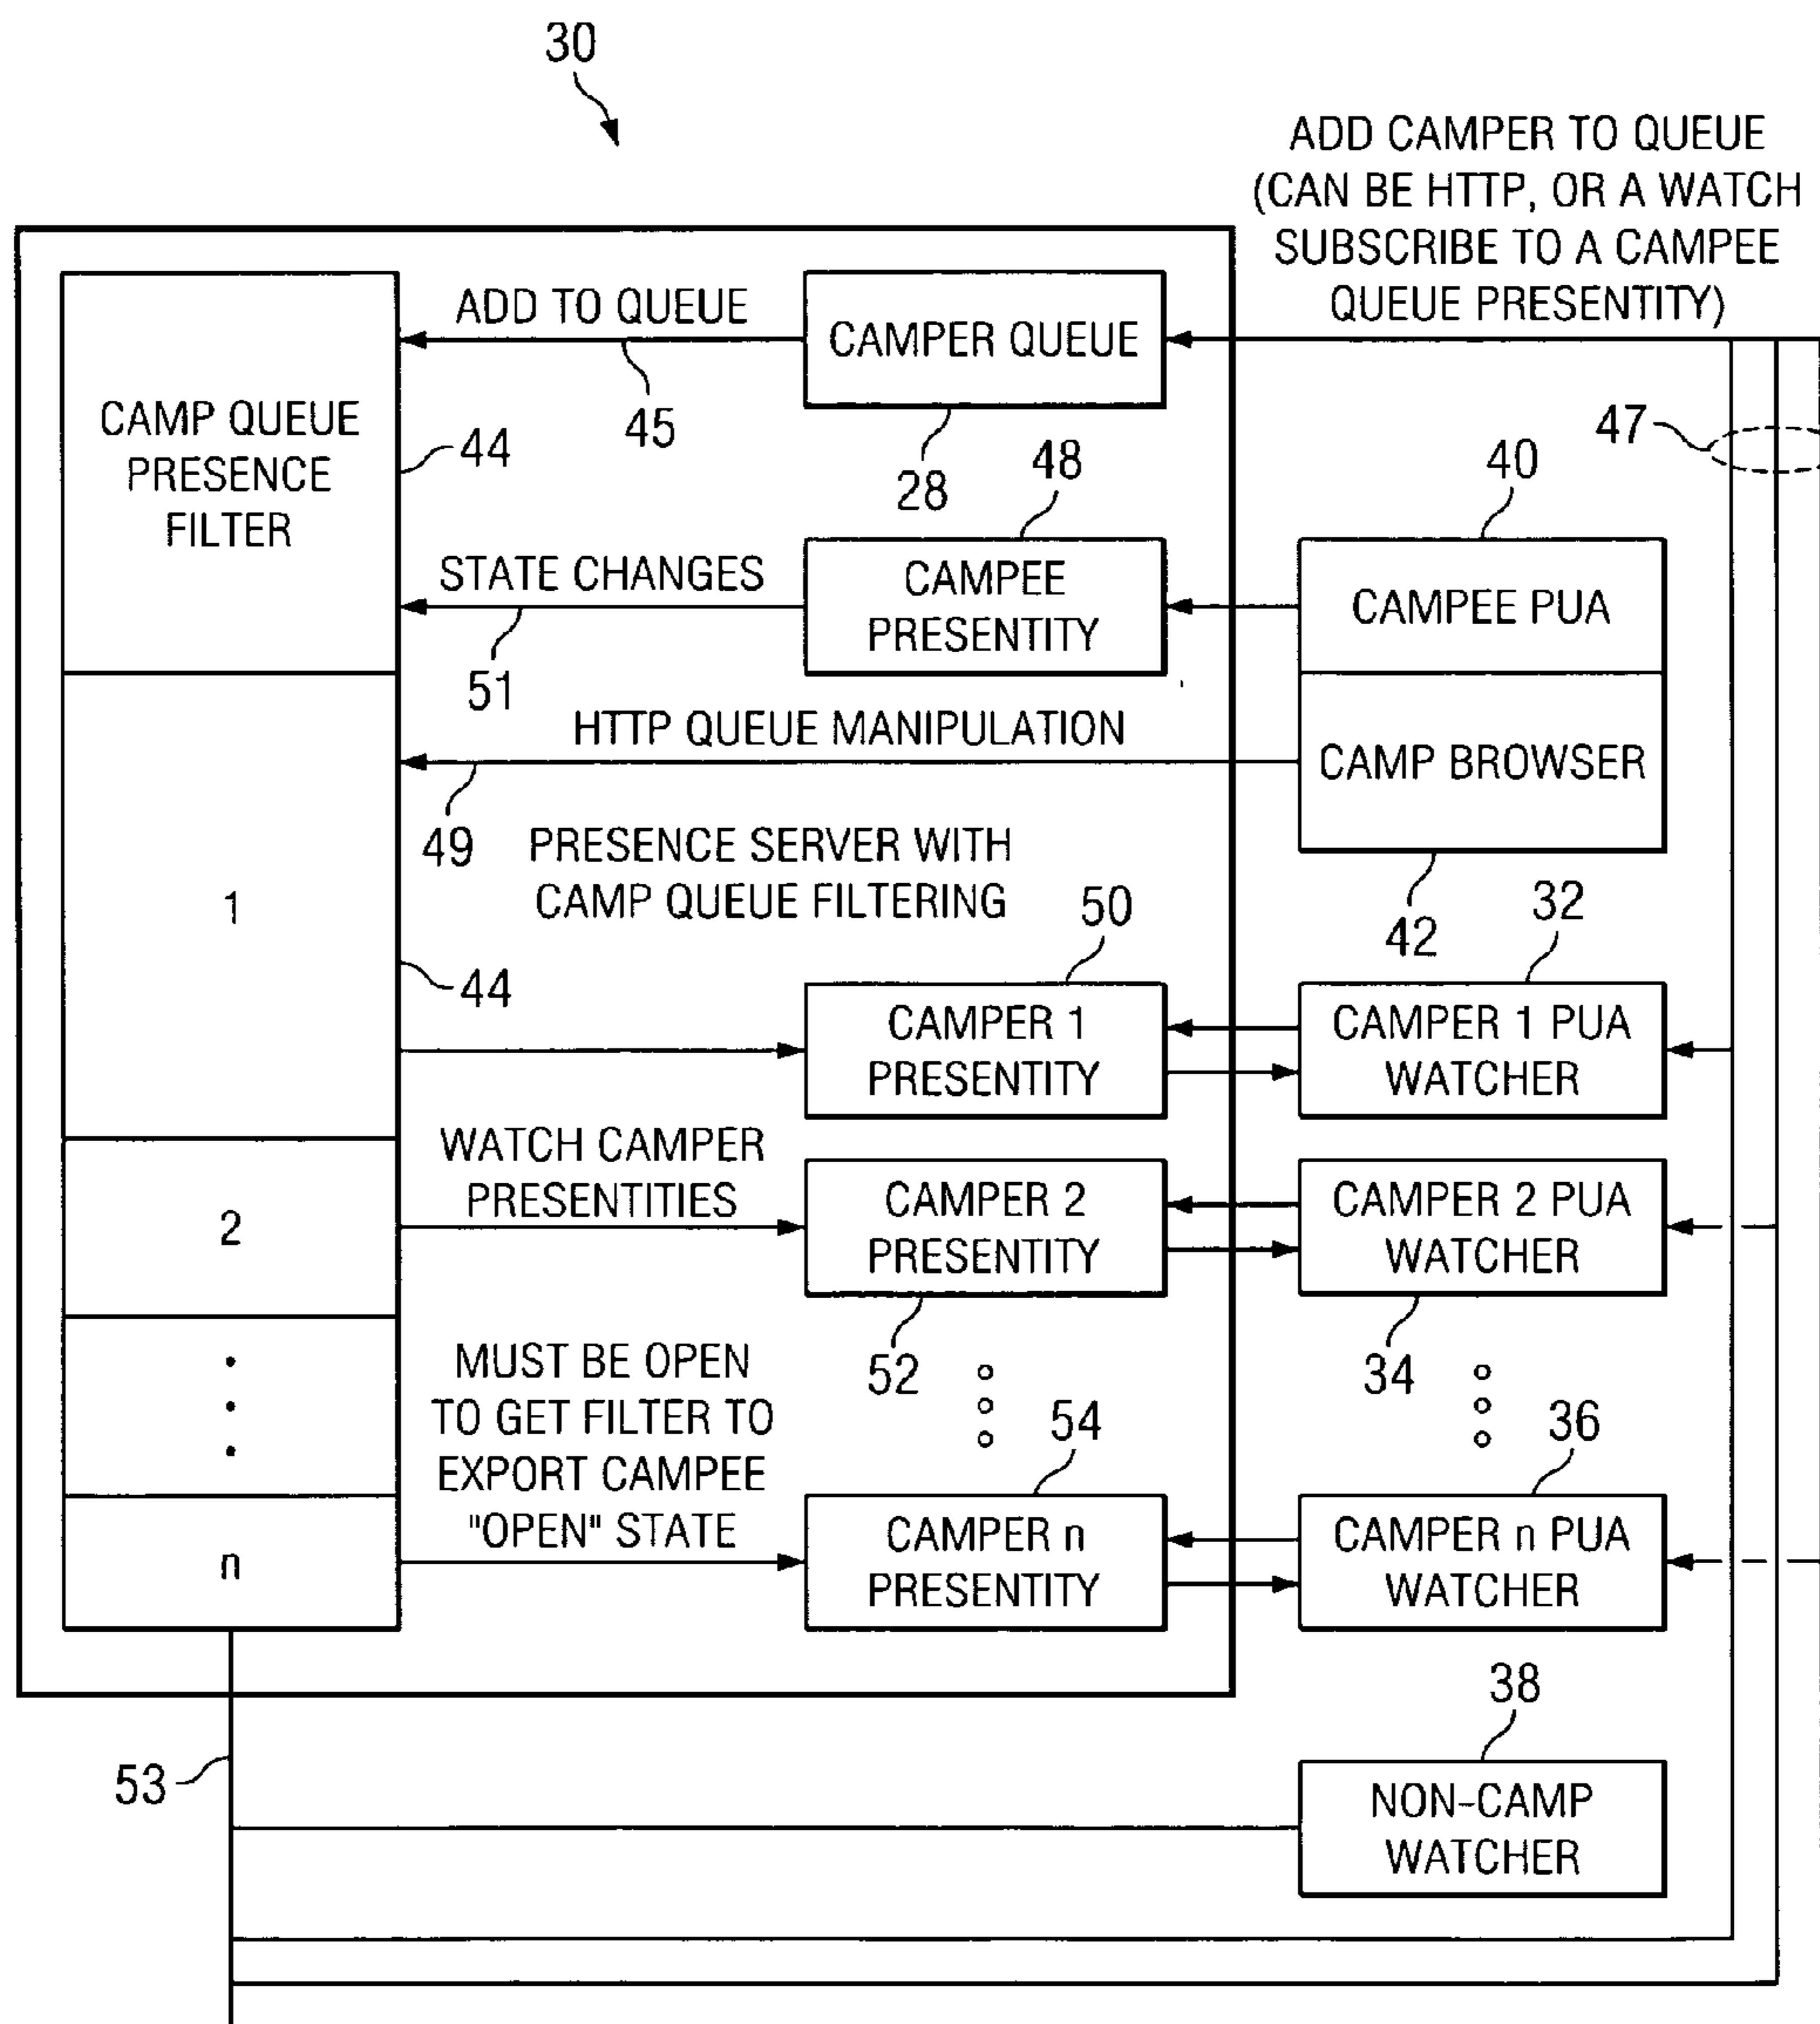 30
ADD CAMPER TO QUEUE
(CAN BE HTTP, OR A WATCH
SUBSCRIBE TO A CAMPEE
QUEUE PRESENTITY)
ADD TO QUEUE
CAMPER QUEUE
45
28
47
CAMP QUEUE
PRESENCE
FILTER
44
48
40
STATE CHANGES
CAMPEE
PRESENTITY
CAMPEE PUA
51
HTTP QUEUE MANIPULATION
CAMP BROWSER
49
PRESENCE SERVER WITH
CAMP QUEUE FILTERING
42
1
44
50
32
CAMPER 1
PRESENTITY
CAMPER 1 PUA
WATCHER
WATCH CAMPER
PRESENTITIES
2
CAMPER 2
PRESENTITY
CAMPER 2 PUA
WATCHER
52
34
MUST BE OPEN
TO GET FILTER TO
EXPORT CAMPEE
"OPEN" STATE
54
36
n
CAMPER n
PRESENTITY
CAMPER n PUA
WATCHER
38
53
NON-CAMP
WATCHER